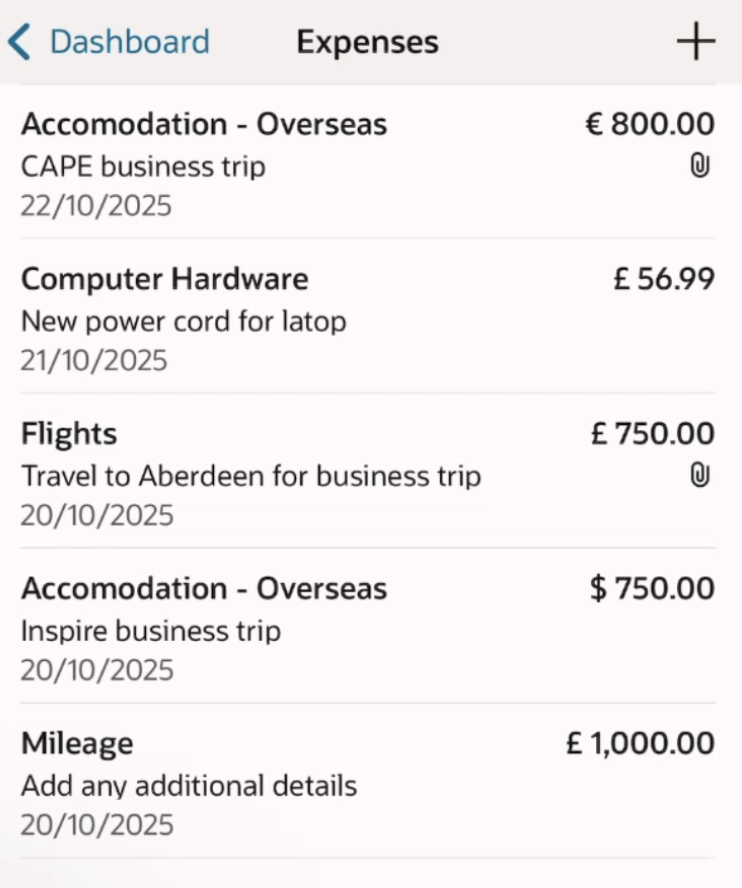 Dashboard Expenses
Accomodation - Overseas € 800.00
CAPE business trip
22/10/2025
Computer Hardware £ 56.99
New power cord for latop
21/10/2025
Flights £ 750.00
Travel to Aberdeen for business trip
20/10/2025
Accomodation - Overseas $ 750.00
Inspire business trip
20/10/2025
Mileage £ 1,000.00
Add any additional details
20/10/2025